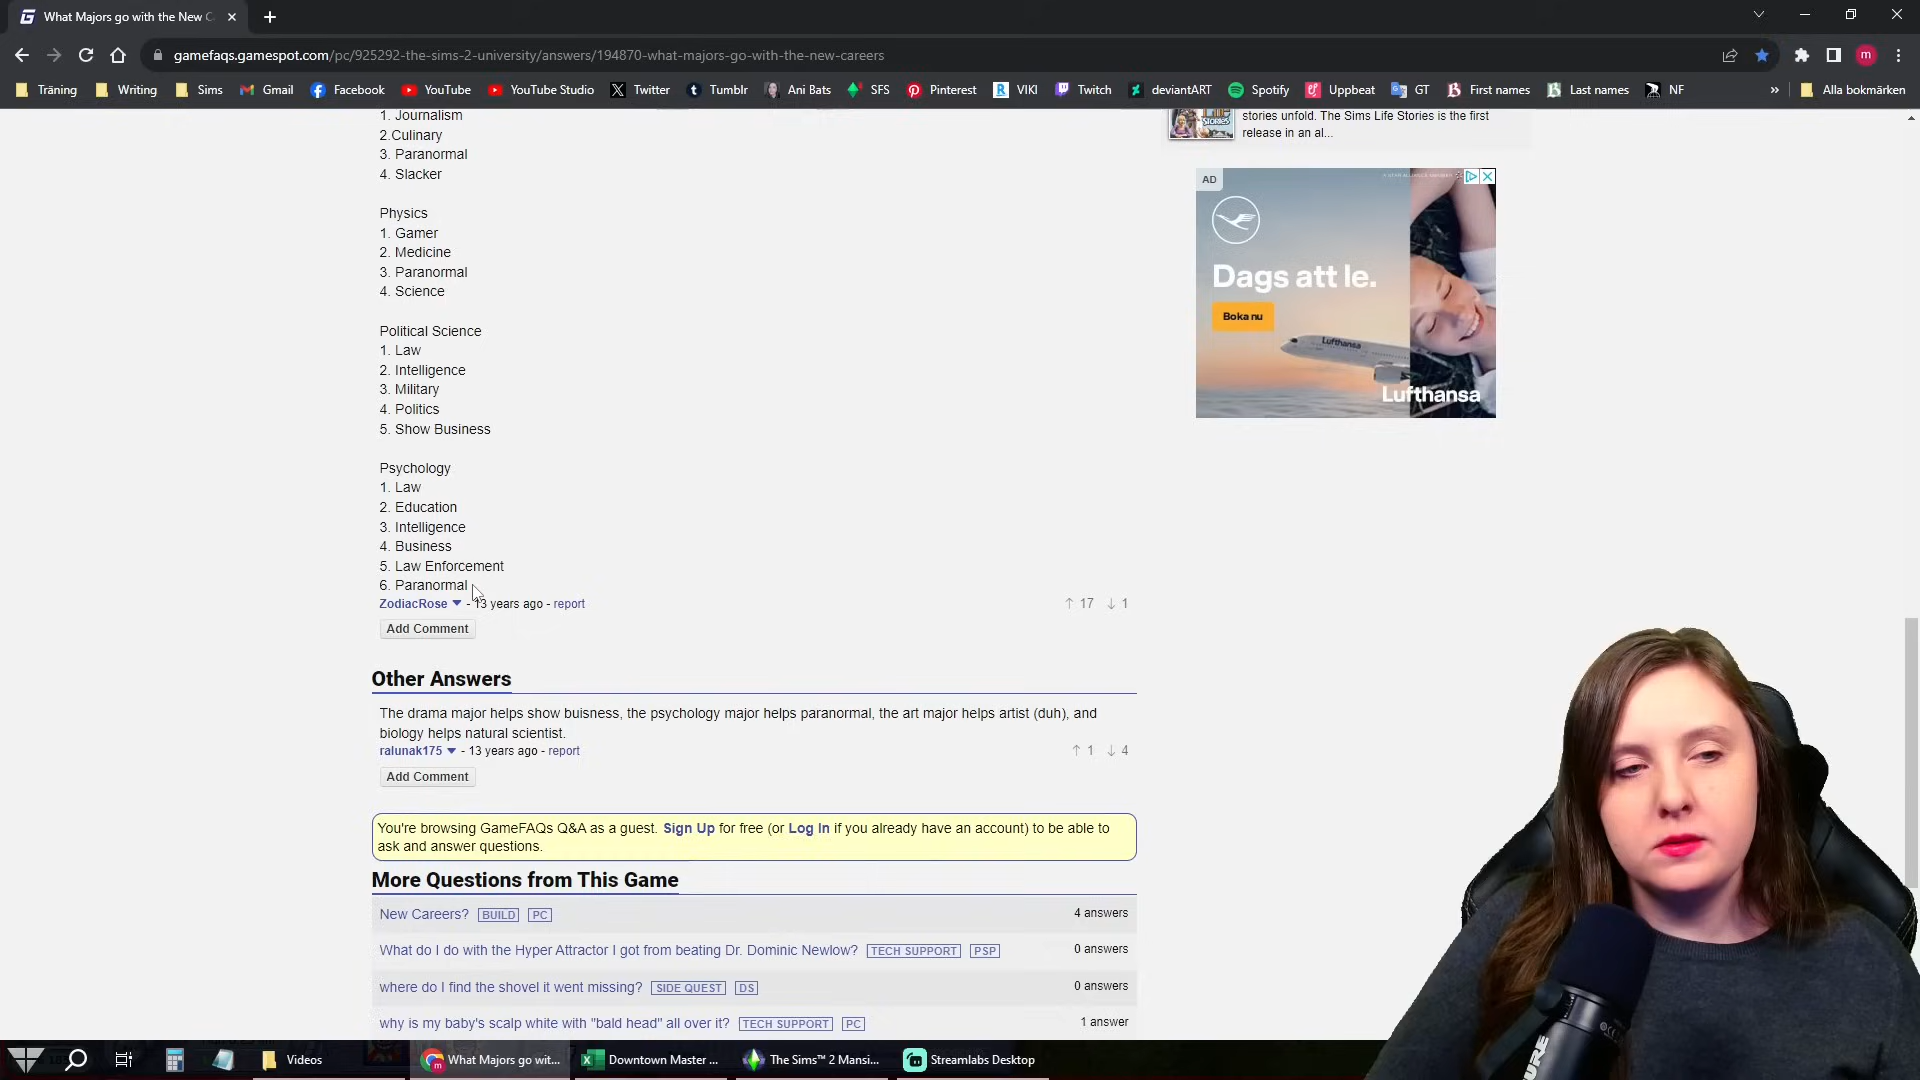 What Majors go with the New C
gamefaqs.gamespot.com/pc/925292-the-sims-2-university/answers/194870-what-majors-go-with-the-new-careers
Träning
Writing
Sims
Gmail
Facebook
YouTube
YouTube Studio
Twitter
Tumblr
Ani Bats
SFS
Pinterest
VIKI
Twitch
deviantART
Spotify
Uppbeat
GT
First names
Last names
NF
»
Alla bokmärken
1. Journalism
2.Culinary
3. Paranormal
4. Slacker
Physics
1. Gamer
2. Medicine
3. Paranormal
4. Science
Political Science
1. Law
2. Intelligence
3. Military
4. Politics
5. Show Business
Psychology
1. Law
2. Education
3. Intelligence
4. Business
5. Law Enforcement
6. Paranormal
ZodiacRose - 13 years ago - report
17 1
Add Comment
Other Answers
The drama major helps show buisness, the psychology major helps paranormal, the art major helps artist (duh), and
biology helps natural scientist.
ralunak175 - 13 years ago - report
1 4
Add Comment
You're browsing GameFAQs Q&A as a guest. Sign Up for free (or Log In if you already have an account) to be able to
ask and answer questions.
More Questions from This Game
New Careers? BUILD PC 4 answers
What do I do with the Hyper Attractor I got from beating Dr. Dominic Newlow? TECH SUPPORT PSP 0 answers
where do I find the shovel it went missing? SIDE QUEST DS 0 answers
why is my baby's scalp white with "bald head" all over it? TECH SUPPORT PC 1 answer
stories unfold. The Sims Life Stories is the first
release in an al...
AD
Dags att le.
Boka nu
Lufthansa
Lufthansa
Videos
What Majors go wit...
Downtown Master ...
The Sims™ 2 Mansi...
Streamlabs Desktop